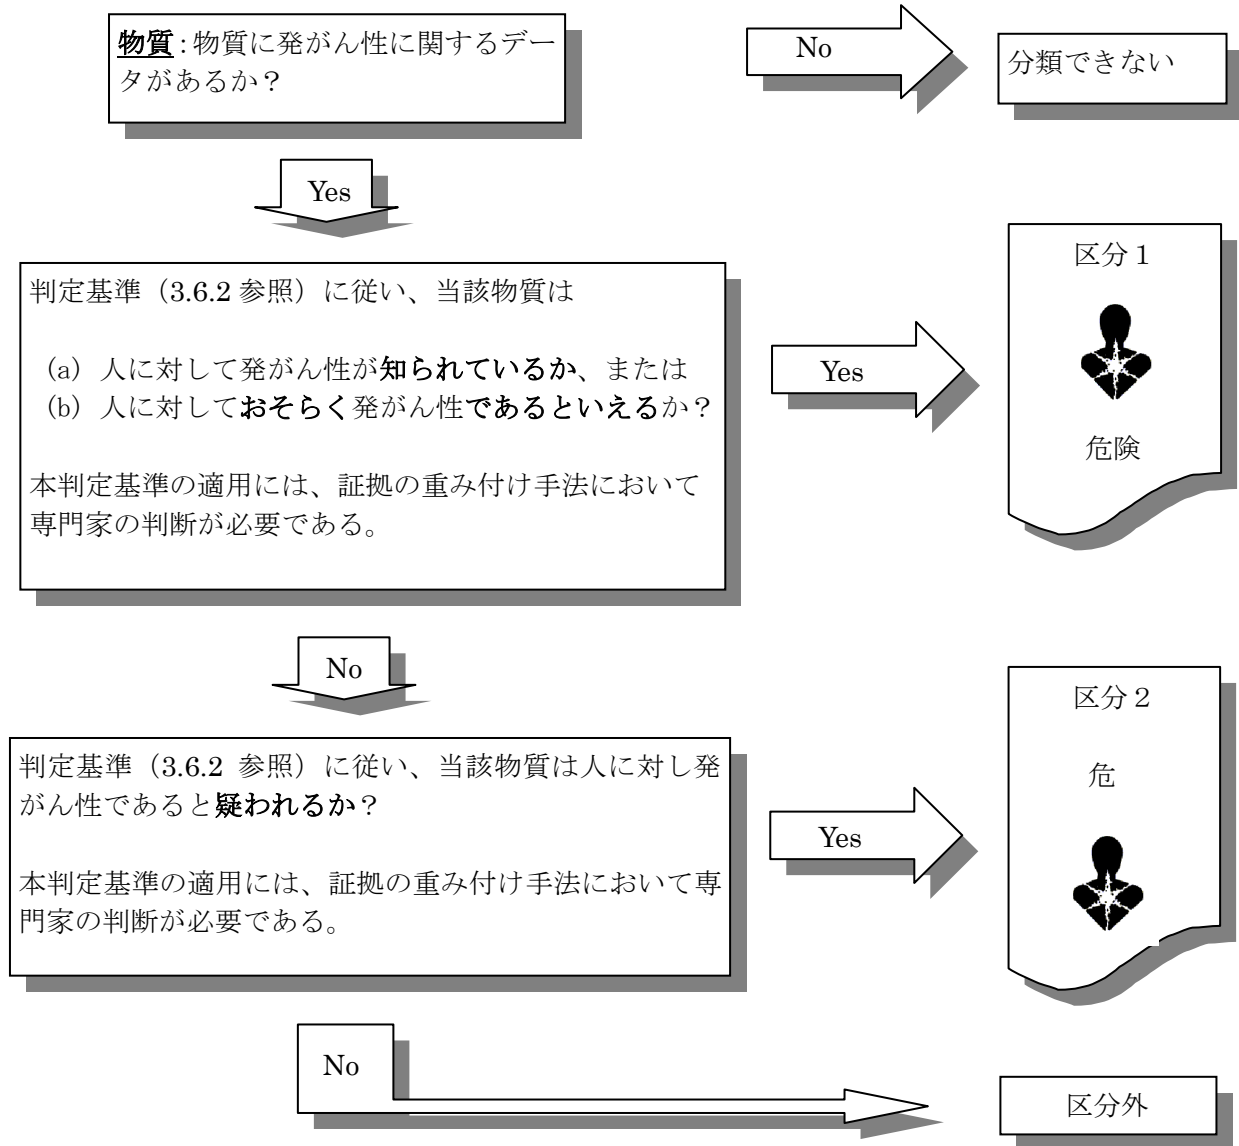 物質：物質に発がん性に関するデー
タがあるか？
No
分類できない
Yes
判定基準（3.6.2 参照）に従い、当該物質は
(a) 人に対して発がん性が知られているか、または
(b) 人に対しておそらく発がん性であるといえるか？
本判定基準の適用には、証拠の重み付け手法において
専門家の判断が必要である。
Yes
区分１
危険
No
判定基準（3.6.2 参照）に従い、当該物質は人に対し発
がん性であると疑われるか？
本判定基準の適用には、証拠の重み付け手法において専
門家の判断が必要である。
Yes
区分２
危
No
区分外